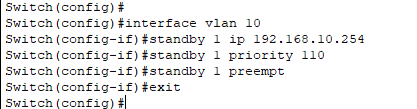 Switch(config)#
Switch(config)#interface vlan 10
Switch(config-if)#standby 1 ip 192.168.10.254
Switch(config-if)#standby 1 priority 110
Switch(config-if)#standby 1 preempt
Switch(config-if)#exit
Switch(config)#